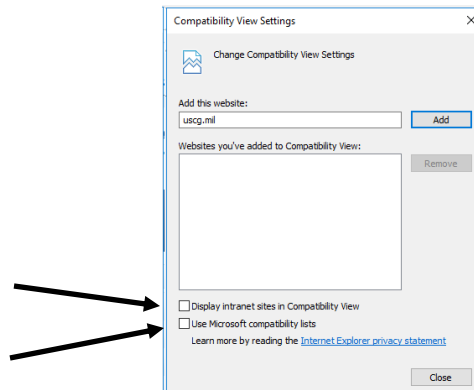 Compatibility View Settings
Change Compatibility View Settings
Add this website:
uscg.mil
Add
Websites you've added to Compatibility View:
Remove
Display intranet sites in Compatibility View
Use Microsoft compatibility lists
Learn more by reading the Internet Explorer privacy statement
Close